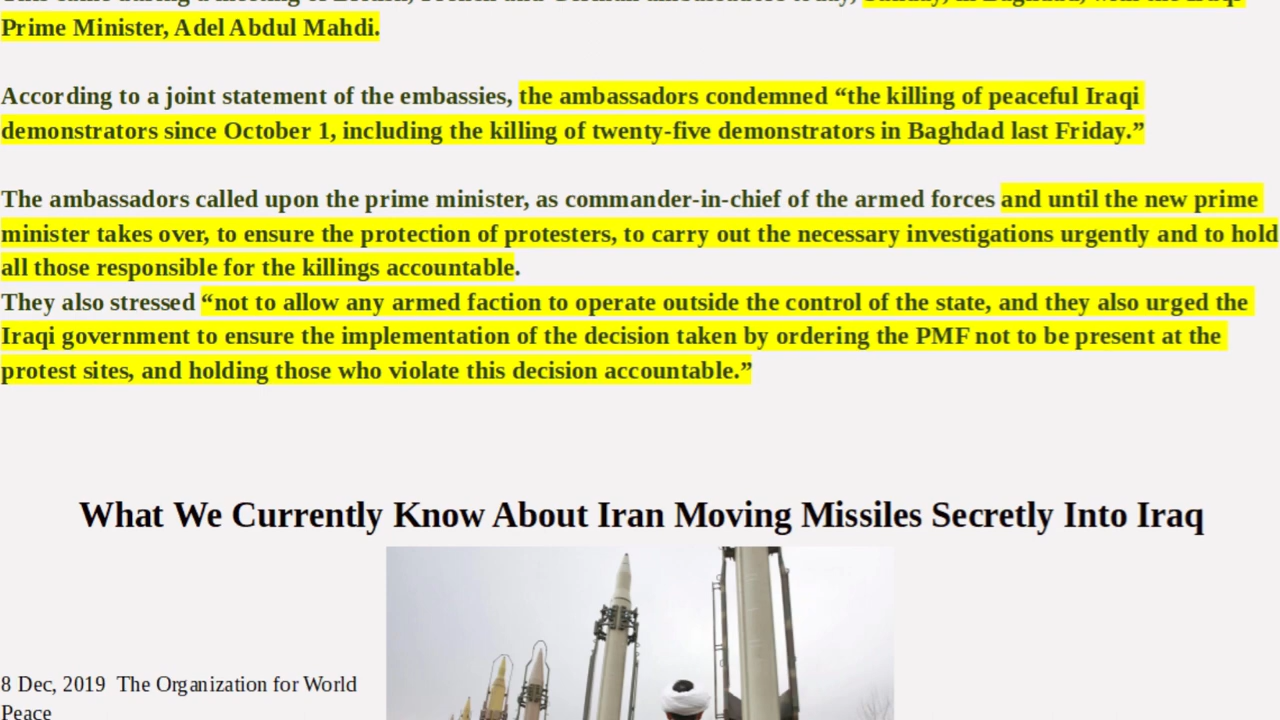 Prime Minister, Adel Abdul Mahdi.
According to a joint statement of the embassies, the ambassadors condemned “the killing of peaceful Iraqi
demonstrators since October 1, including the killing of twenty-five demonstrators in Baghdad last Friday.”
The ambassadors called upon the prime minister, as commander-in-chief of the armed forces and until the new prime
minister takes over, to ensure the protection of protesters, to carry out the necessary investigations urgently and to hold
all those responsible for the killings accountable.
They also stressed “not to allow any armed faction to operate outside the control of the state, and they also urged the
Iraqi government to ensure the implementation of the decision taken by ordering the PMF not to be present at the
protest sites, and holding those who violate this decision accountable.”
What We Currently Know About Iran Moving Missiles Secretly Into Iraq
8 Dec, 2019 The Organization for World
Peace